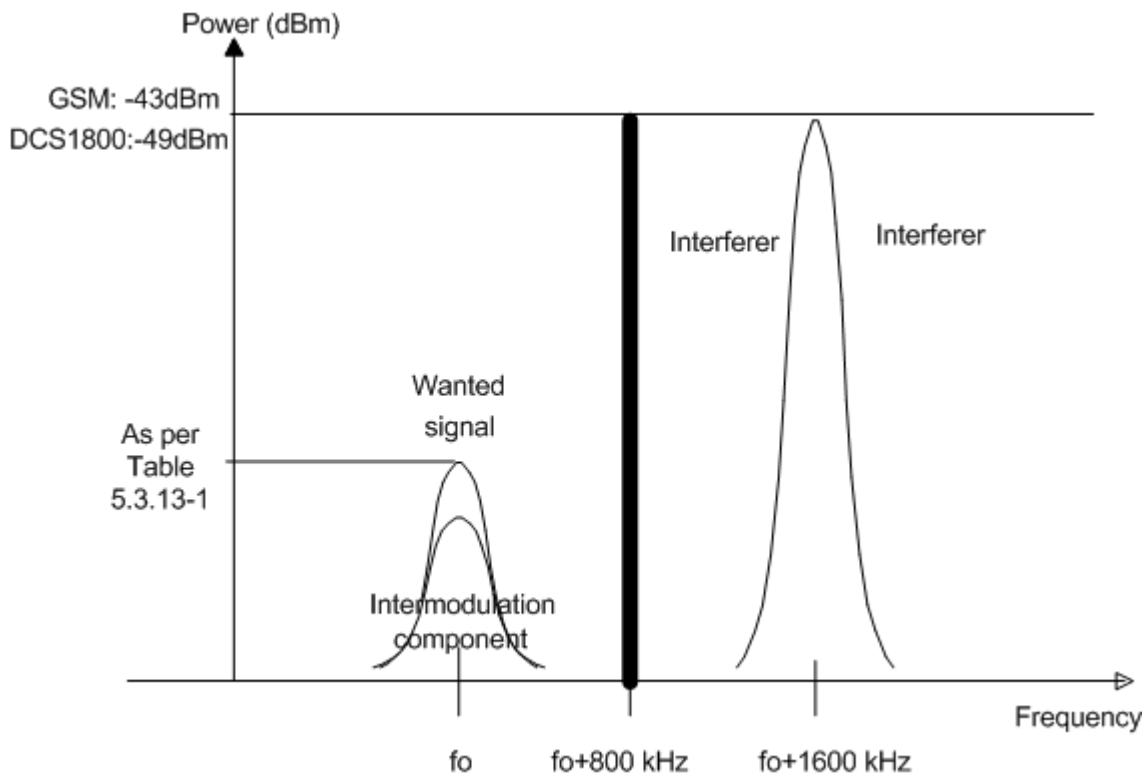 Power (dBm)
GSM: -43dBm
DCS1800:-49dBm
Interferer
Interferer
Wanted
signal
As per
Table
5.3.13-1
Intermodulation
component
Frequency
fo
fo+800 kHz
fo+1600 kHz